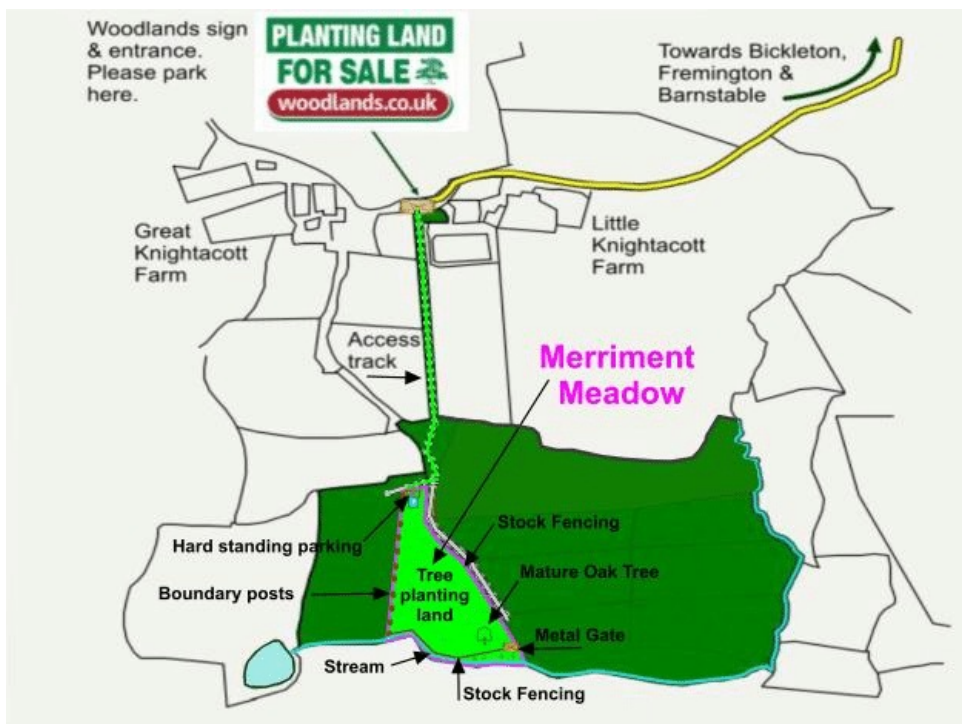 Woodlands sign
& entrance.
Please park
here.
PLANTING LAND
FOR SALE
woodlands.co.uk
Towards Bickleton,
Fremington &
Barnstable
Great
Knightacott
Farm
Little
Knightacott
Farm
Access
track
Merriment
Meadow
Stock Fencing
Hard standing parking
Mature Oak Tree
Tree
planting
land
Boundary posts
Metal Gate
Stream
Stock Fencing